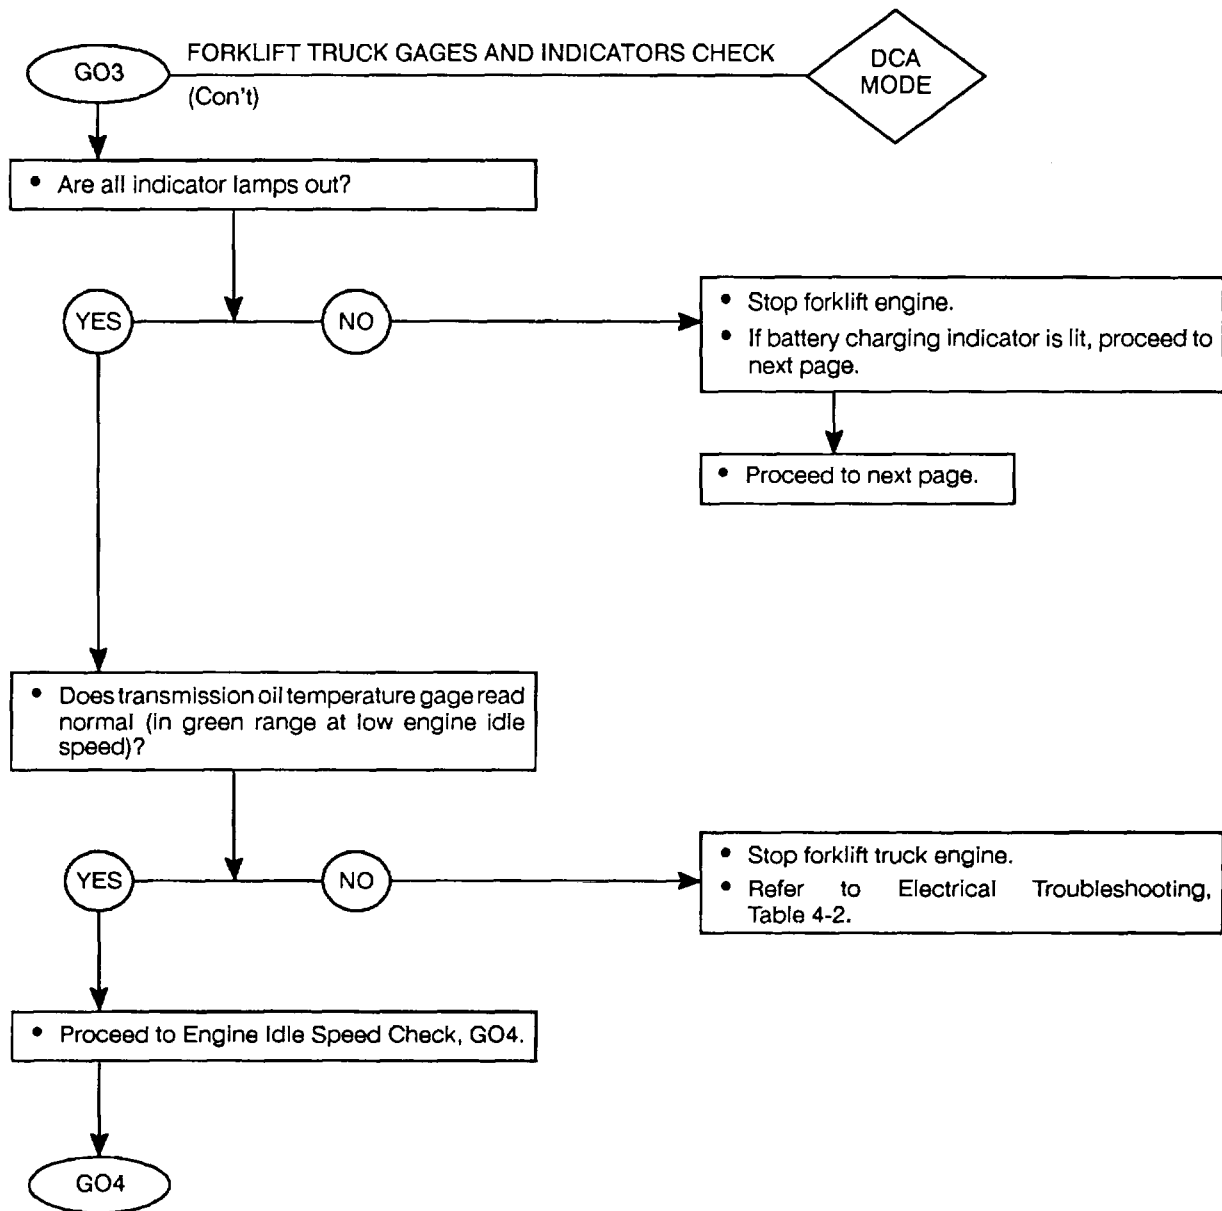 GO3
FORKLIFT TRUCK GAGES AND INDICATORS CHECK
(Con't)
DCA
MODE
• Are all indicator lamps out?
YES
NO
• Stop forklift engine.
• If battery charging indicator is lit, proceed to
next page.
• Proceed to next page.
• Does transmission oil temperature gage read
normal (in green range at low engine idle
speed)?
YES
NO
• Stop forklift truck engine.
• Refer to Electrical Troubleshooting,
Table 4-2.
• Proceed to Engine Idle Speed Check, GO4.
GO4